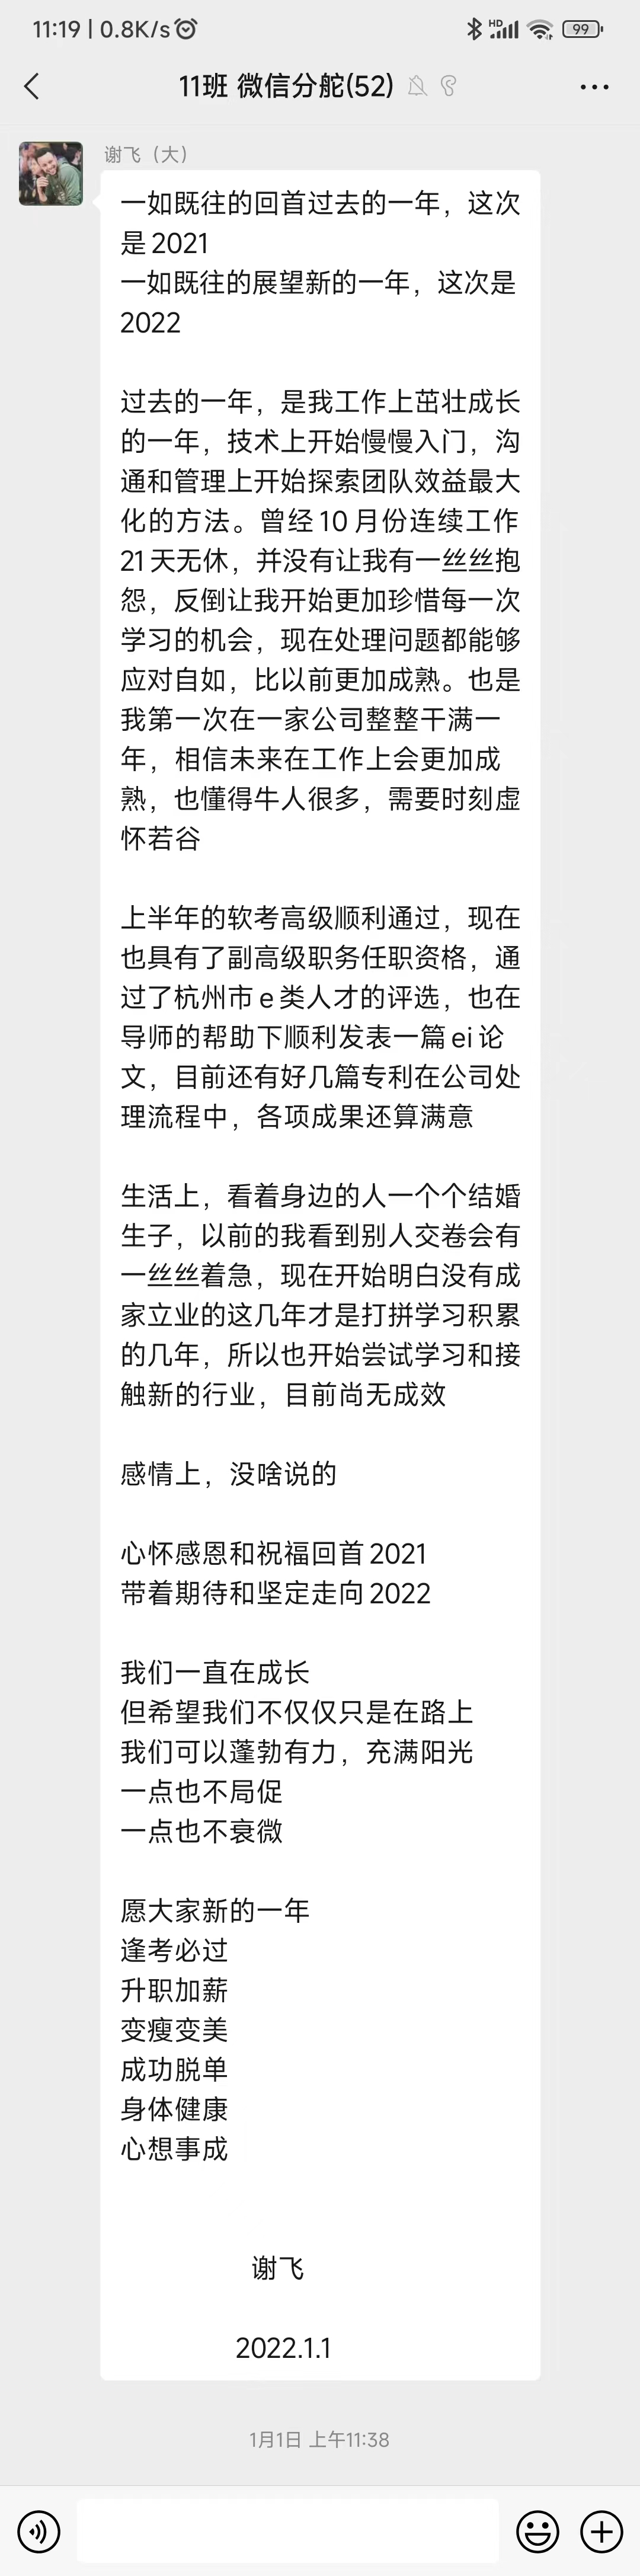 11:19 | 0.8K/s
HD
99
11班 微信分舵(52)
谢飞（大）
一如既往的回首过去的一年，这次
是2021
一如既往的展望新的一年，这次是
2022
过去的一年，是我工作上茁壮成长
的一年，技术上开始慢慢入门，沟
通和管理上开始探索团队效益最大
化的方法。曾经10月份连续工作
21天无休，并没有让我有一丝丝抱
怨，反倒让我开始更加珍惜每一次
学习的机会，现在处理问题都能够
应对自如，比以前更加成熟。也是
我第一次在一家公司整整干满一
年，相信未来在工作上会更加成
熟，也懂得牛人很多，需要时刻虚
怀若谷
上半年的软考高级顺利通过，现在
也具有了副高级职务任职资格，通
过了杭州市e类人才的评选，也在
导师的帮助下顺利发表一篇ei论
文，目前还有好几篇专利在公司处
理流程中，各项成果还算满意
生活上，看着身边的人一个个结婚
生子，以前的我看到别人交卷会有
一丝丝着急，现在开始明白没有成
家立业的这几年才是打拼学习积累
的几年，所以也开始尝试学习和接
触新的行业，目前尚无成效
感情上，没啥说的
心怀感恩和祝福回首2021
带着期待和坚定走向2022
我们一直在成长
但希望我们不仅仅只是在路上
我们可以蓬勃有力，充满阳光
一点也不局促
一点也不衰微
愿大家新的一年
逢考必过
升职加薪
变瘦变美
成功脱单
身体健康
心想事成
谢飞
2022.1.1
1月1日 上午11:38